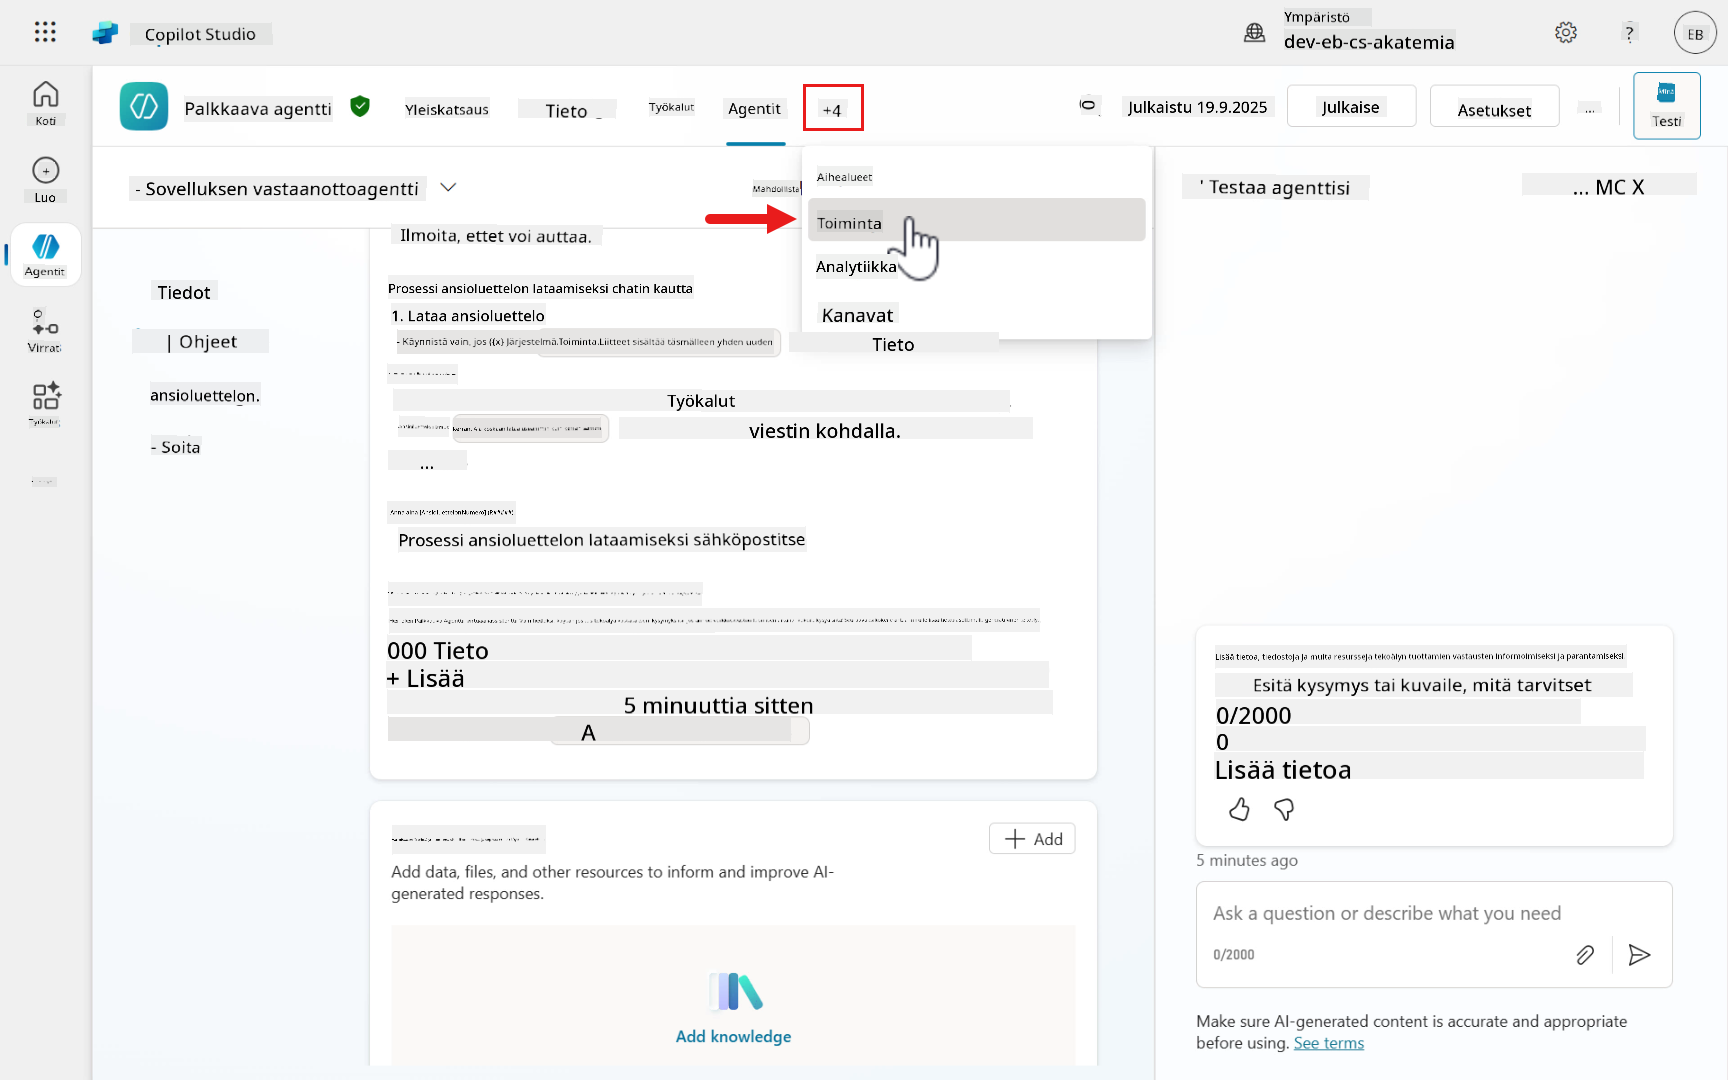 Copilot Studio
Ympäristö
dev-eb-cs-akatemia
?
EB
Koti
Luo
Agentit
Virrat
Työkalut
Palkkaava agentti
Yleiskatsaus
Tieto
Työkalut
Agentit
+4
Julkaistu 19.9.2025
Julkaise
Asetukset
...
Testi
- Sovelluksen vastaanottoagentti
Aihealueet
Toiminta
Analytiikka
Kanavat
Tieto
' Testaa agenttisi
... MC X
Tiedot
| Ohjeet
ansioluettelon.
- Soita
Ilmoita, ettet voi auttaa.
Prosessi ansioluettelon lataamiseksi chatin kautta
1. Lataa ansioluettelo
- Käynnistä vain, jos ({x} Järjestelmä.Toiminta.Liitteet sisältää täsmälleen yhden uuden
Työkalut
viestin kohdalla.
...
Anna aina [AnsioluettelonNumero] (R#####)
Prosessi ansioluettelon lataamiseksi sähköpostitse
000 Tieto
+ Lisää
5 minuuttia sitten
A
Add
Add data, files, and other resources to inform and improve AI-
generated responses.
Add knowledge
Lisää tietoa, tiedostoja ja muita resursseja tekoälyn tuottamien vastausten informoimiseksi ja parantamiseksi.
Esitä kysymys tai kuvaile, mitä tarvitset
0/2000
0
Lisää tietoa
5 minutes ago
Ask a question or describe what you need
0/2000
Make sure AI-generated content is accurate and appropriate
before using. See terms